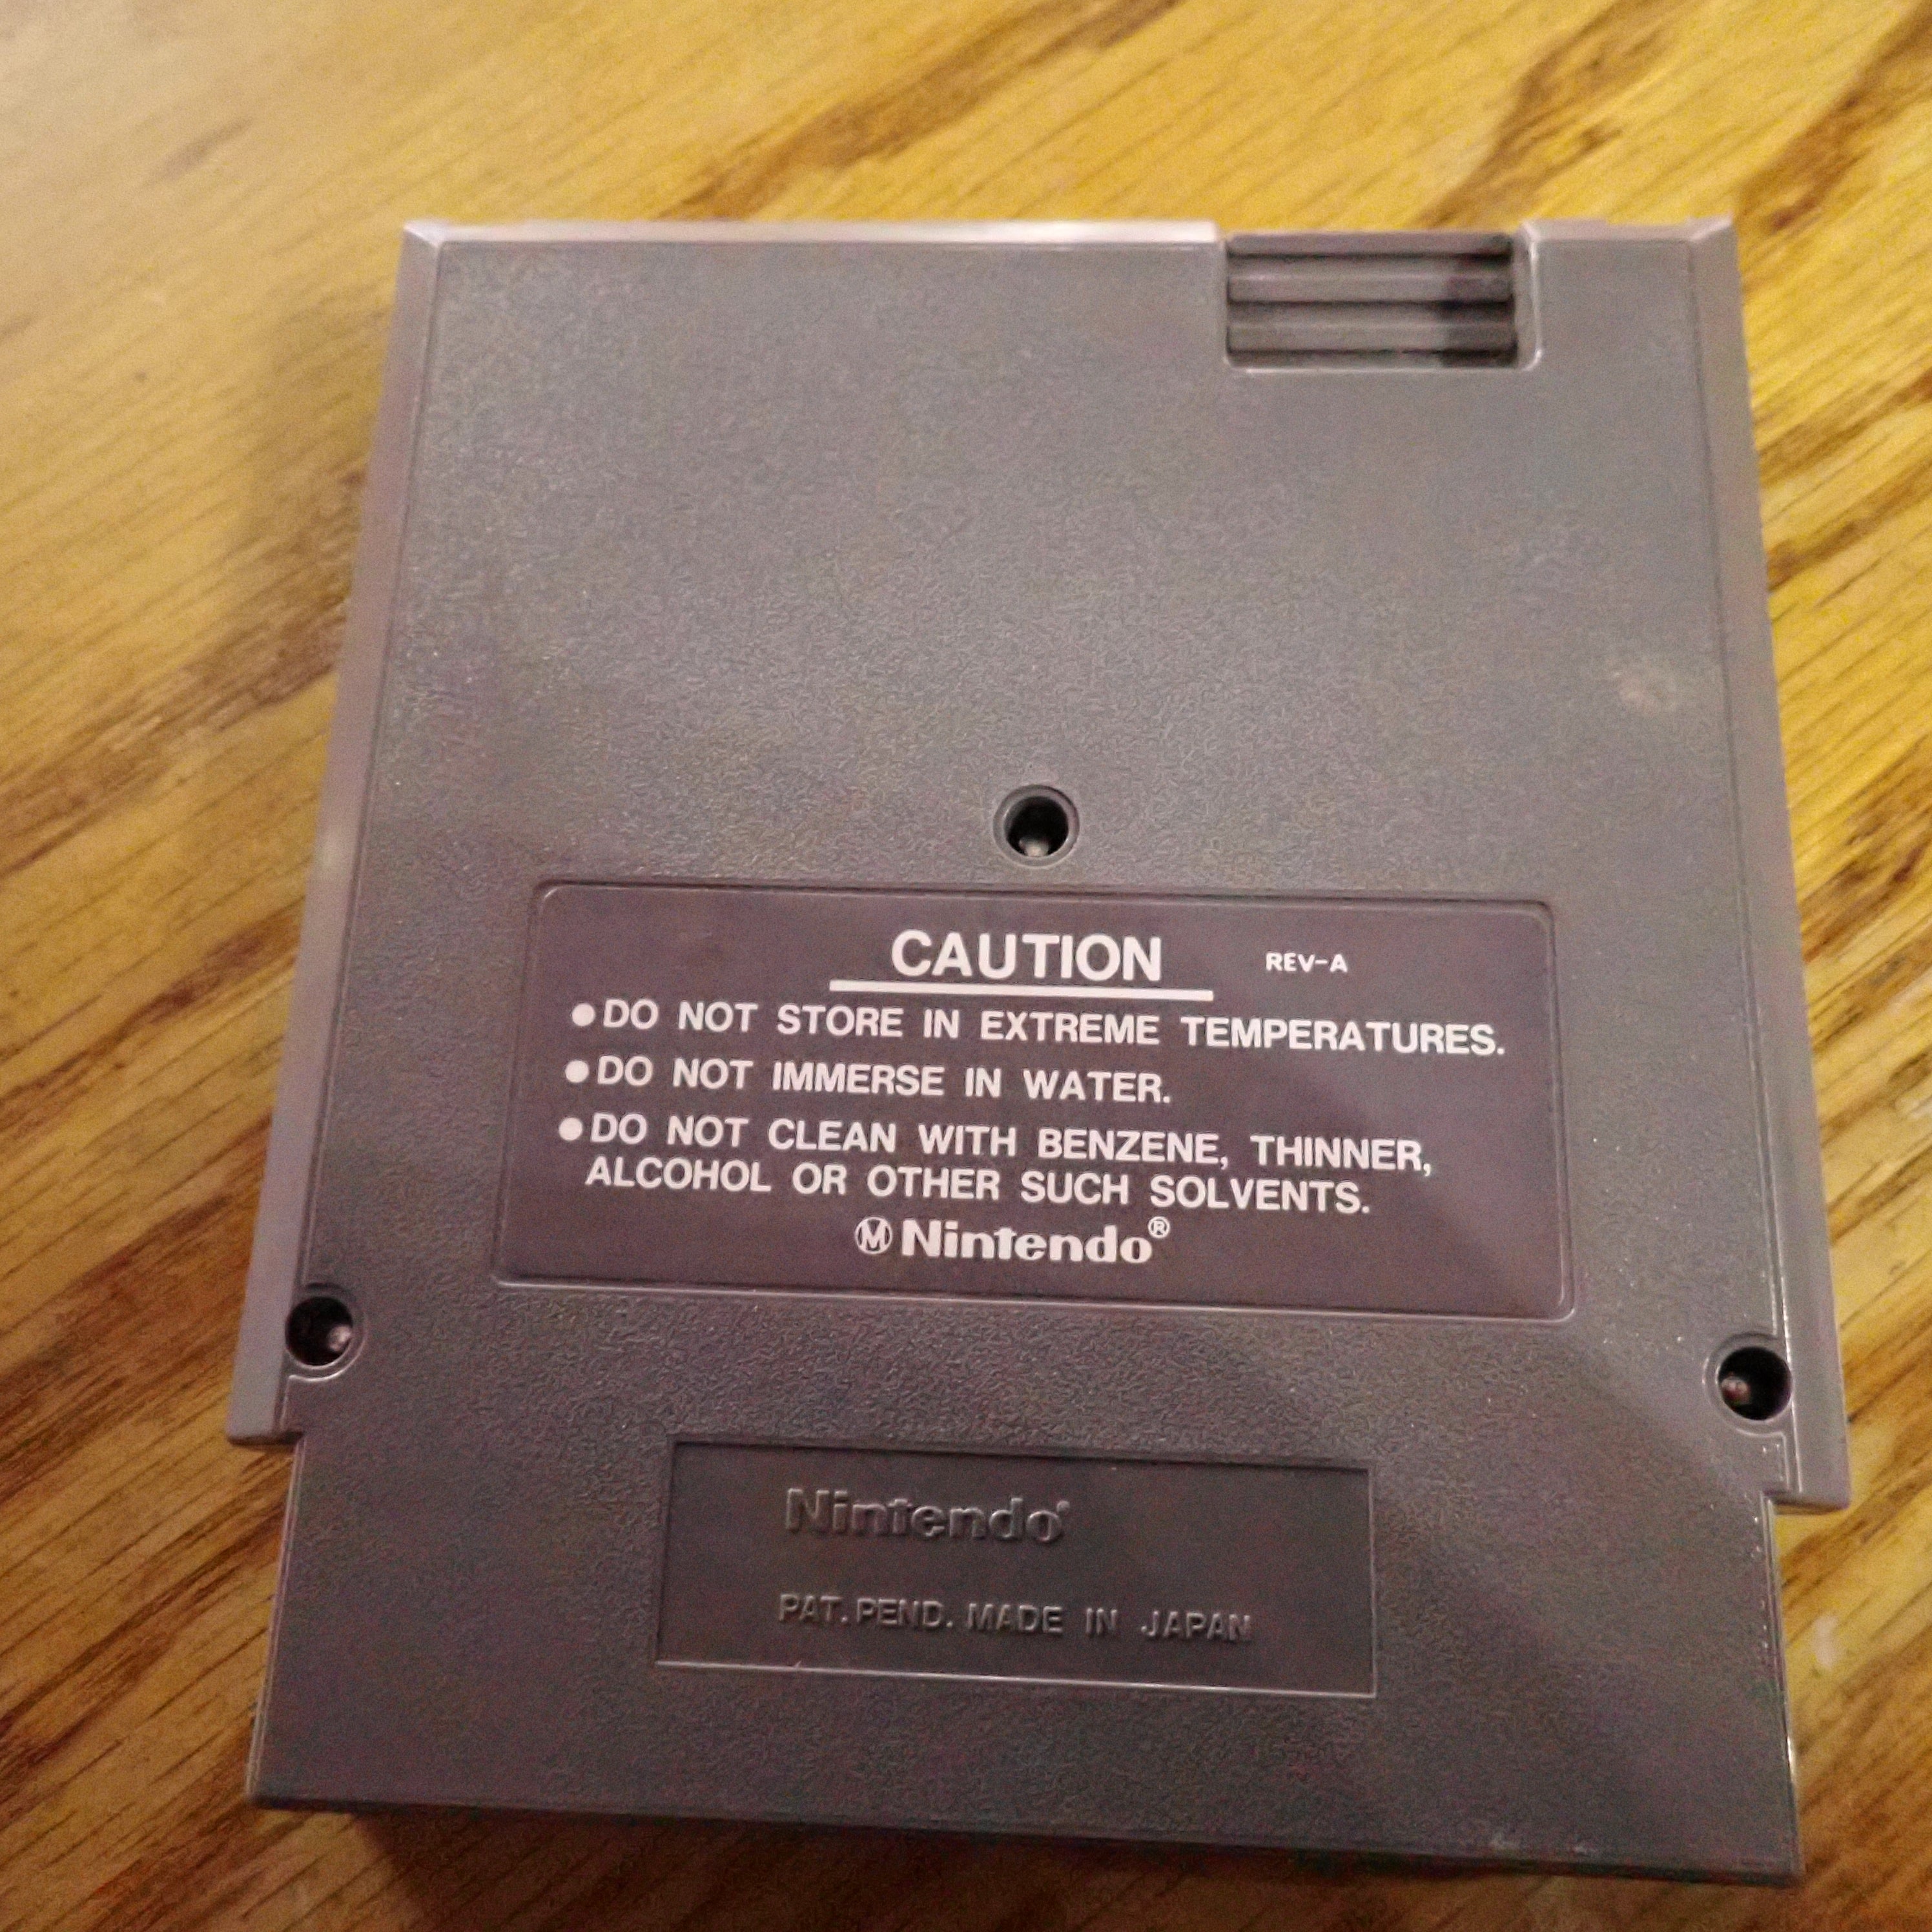 CAUTION REV-A
●DO NOT STORE IN EXTREME TEMPERATURES.
●DO NOT IMMERSE IN WATER.
●DO NOT CLEAN WITH BENZENE, THINNER,
ALCOHOL OR OTHER SUCH SOLVENTS.
Ⓜ Nintendo®
Nintendo®
PAT. PEND. MADE IN JAPAN